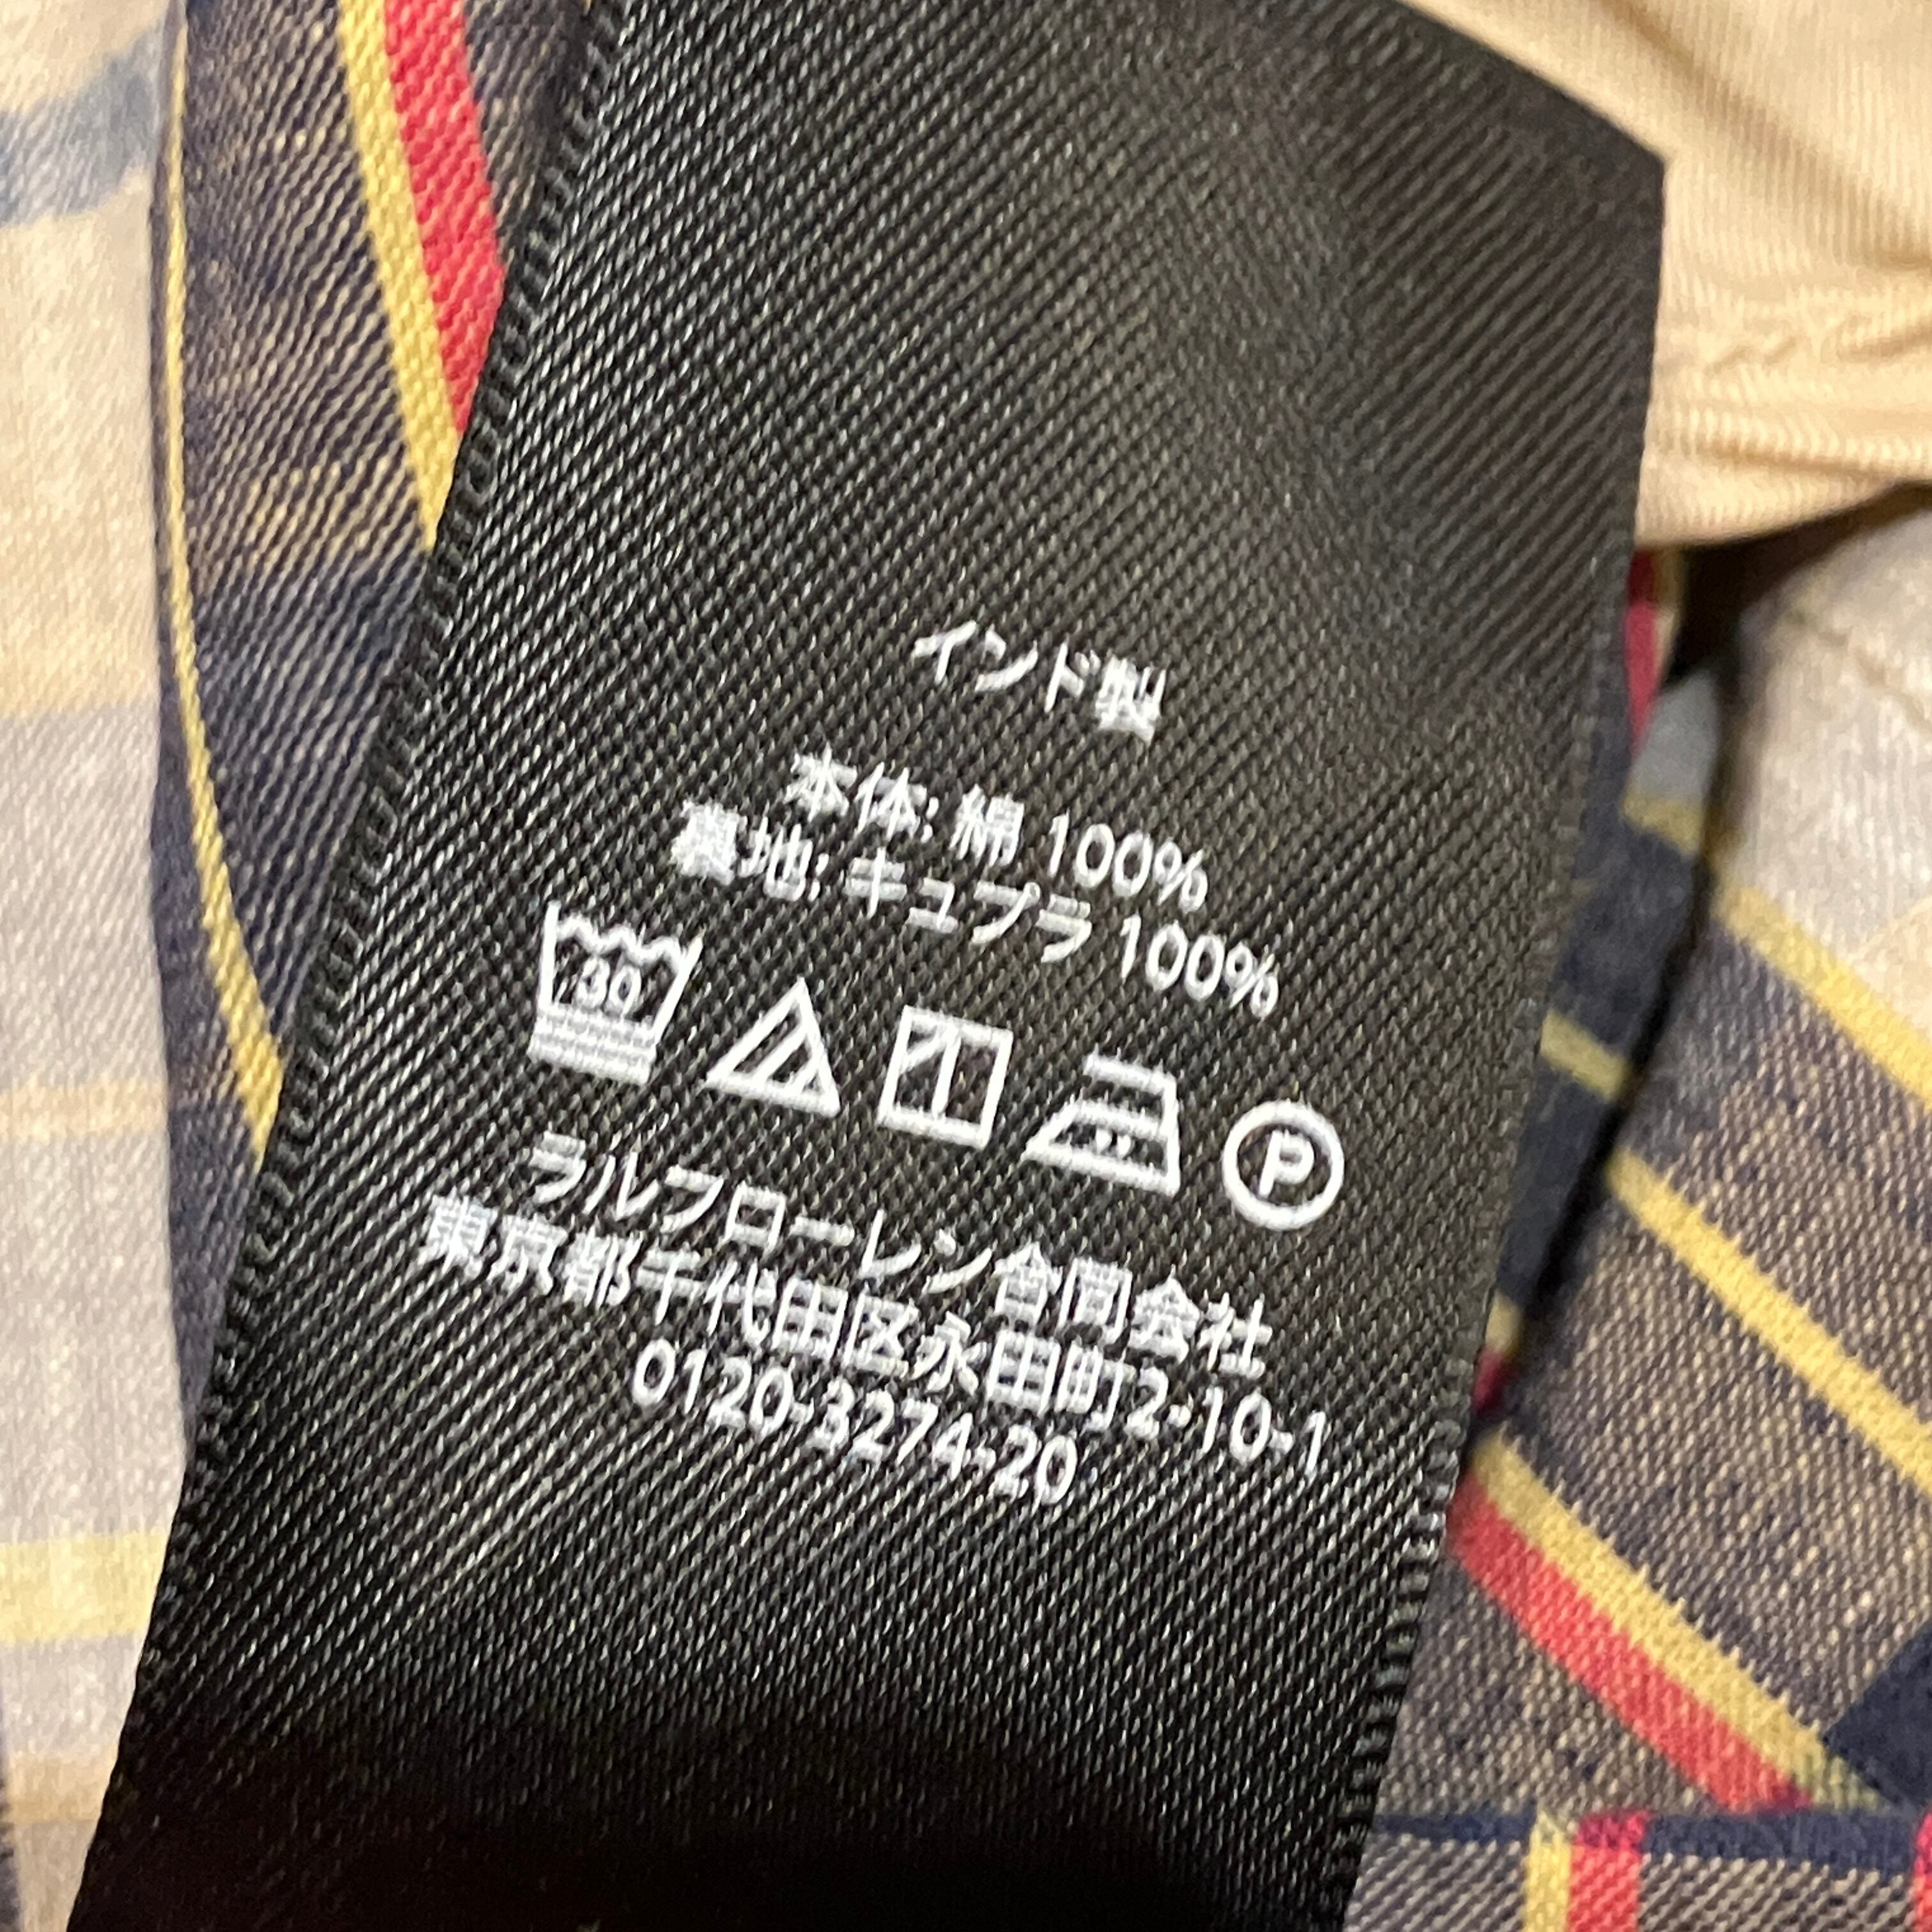 インド製
本体: 綿 100%
裏地: キュプラ 100%
30
P
ラルフローレン合同会社
東京都千代田区永田町2-10-1
0120-3274-20